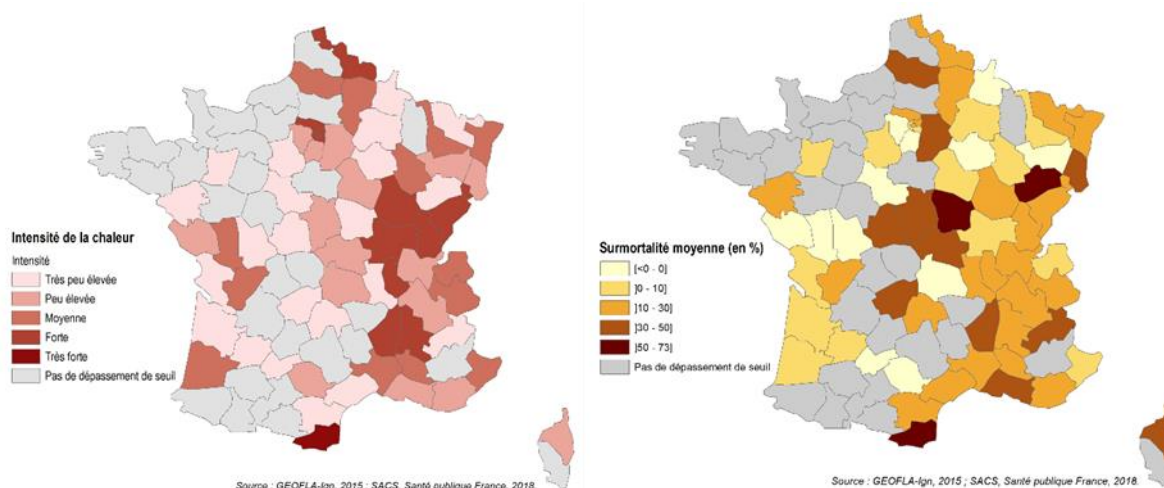 Intensité de la chaleur
Intensité
Très peu élevée
Peu élevée
Moyenne
Forte
Très forte
Pas de dépassement de seuil
Source : GEOFLA-Ign, 2015 ; SACS, Santé publique France, 2018.
Surmortalité moyenne (en %)
[<0 - 0]
]0 - 10]
]10 - 30]
]30 - 50]
]50 - 73]
Pas de dépassement de seuil
Source : GEOFLA-Ign, 2015 ; SACS, Santé publique France, 2018.